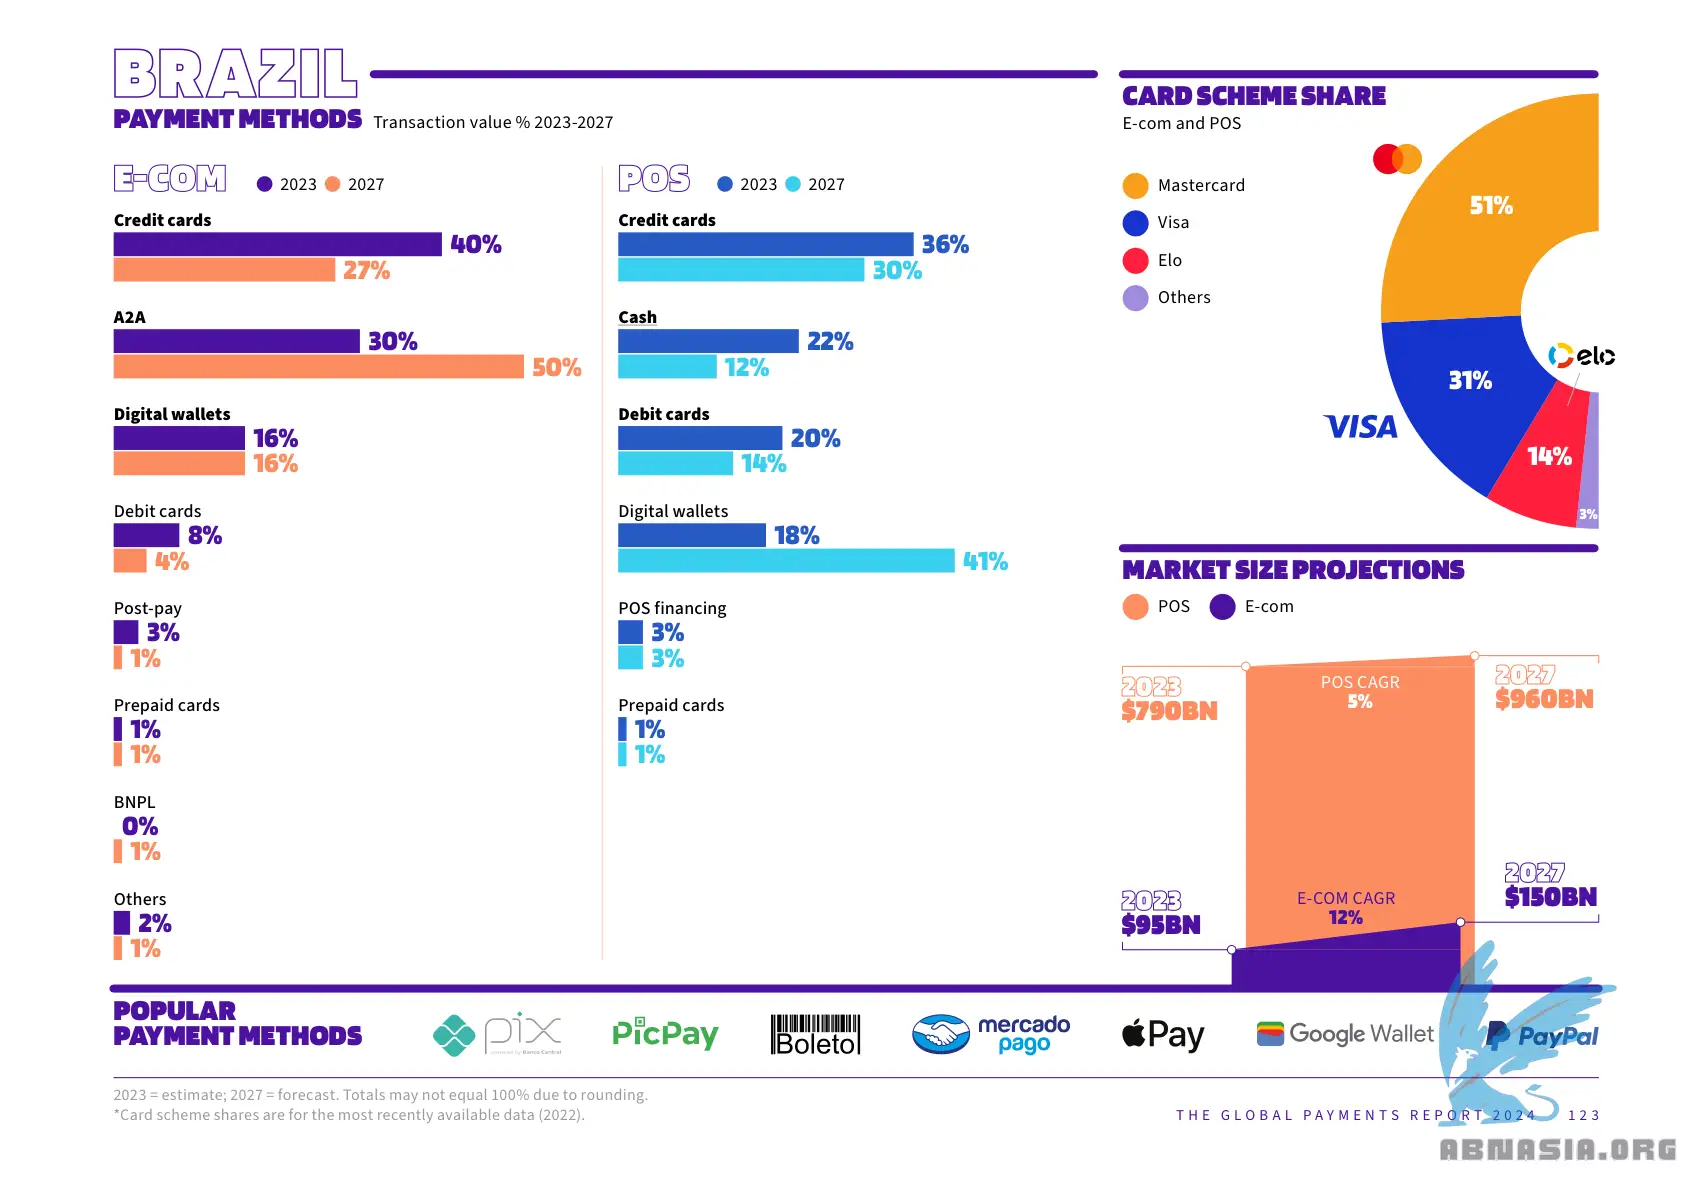 BRAZIL
PAYMENT METHODS Transaction value % 2023-2027
E-COM 2023 2027
Credit cards
40%
27%
A2A
30%
50%
Digital wallets
16%
16%
Debit cards
8%
4%
Post-pay
3%
1%
Prepaid cards
1%
1%
BNPL
0%
1%
Others
2%
1%
POS 2023 2027
Credit cards
36%
30%
Cash
22%
12%
Debit cards
20%
14%
Digital wallets
18%
41%
POS financing
3%
3%
Prepaid cards
1%
1%
CARD SCHEME SHARE
E-com and POS
Mastercard
Visa
Elo
Others
51%
31%
14%
3%
elo
VISA
MARKET SIZE PROJECTIONS
POS E-com
2023
$790BN
POS CAGR
5%
2027
$960BN
2023
$95BN
E-COM CAGR
12%
2027
$150BN
POPULAR
PAYMENT METHODS
pix
powered by Banco Central
PicPay
Boleto
mercado
pago
Pay
Google Wallet
PayPal
2023 = estimate; 2027 = forecast. Totals may not equal 100% due to rounding.
*Card scheme shares are for the most recently available data (2022).
THE GLOBAL PAYMENTS REPORT 2024 123
ABNASIA.ORG